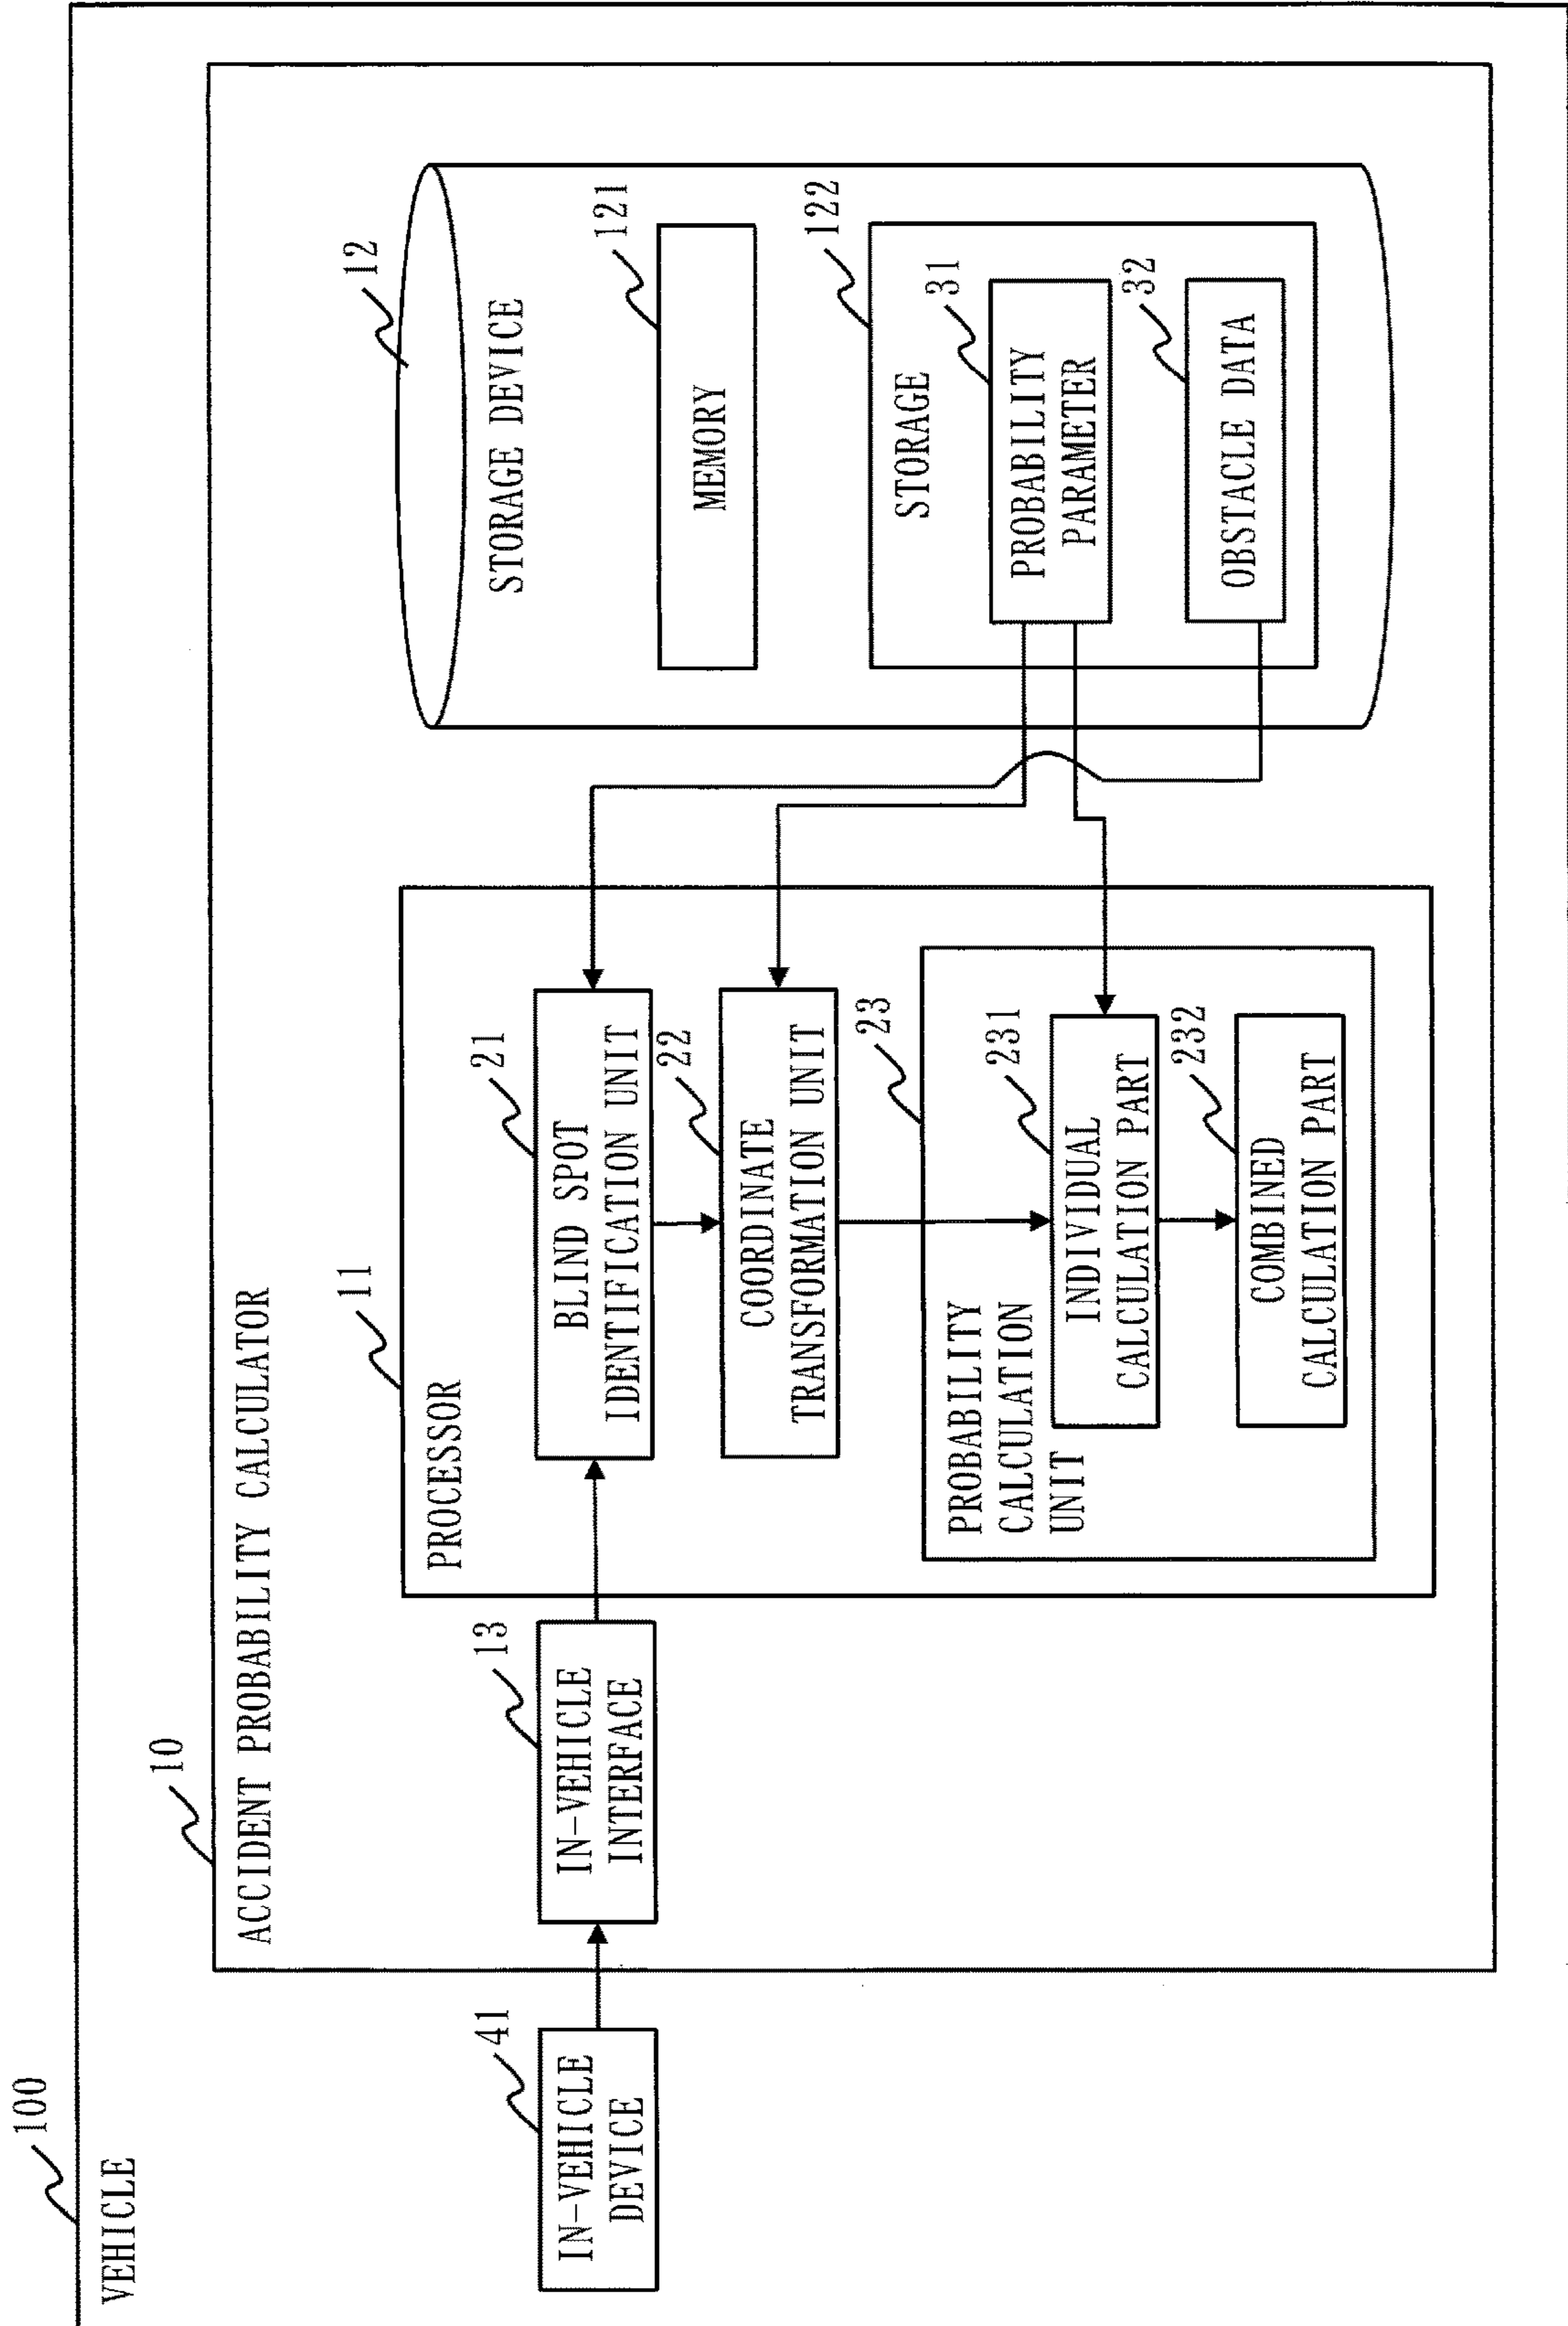 100
VEHICLE
10
ACCIDENT PROBABILITY CALCULATOR
41
IN-VEHICLE
DEVICE
13
IN-VEHICLE
INTERFACE
11
PROCESSOR
21
BLIND SPOT
IDENTIFICATION UNIT
22
COORDINATE
TRANSFORMATION UNIT
23
PROBABILITY
CALCULATION
UNIT
231
INDIVIDUAL
CALCULATION PART
232
COMBINED
CALCULATION PART
12
STORAGE DEVICE
121
MEMORY
122
STORAGE
31
PROBABILITY
PARAMETER
32
OBSTACLE DATA